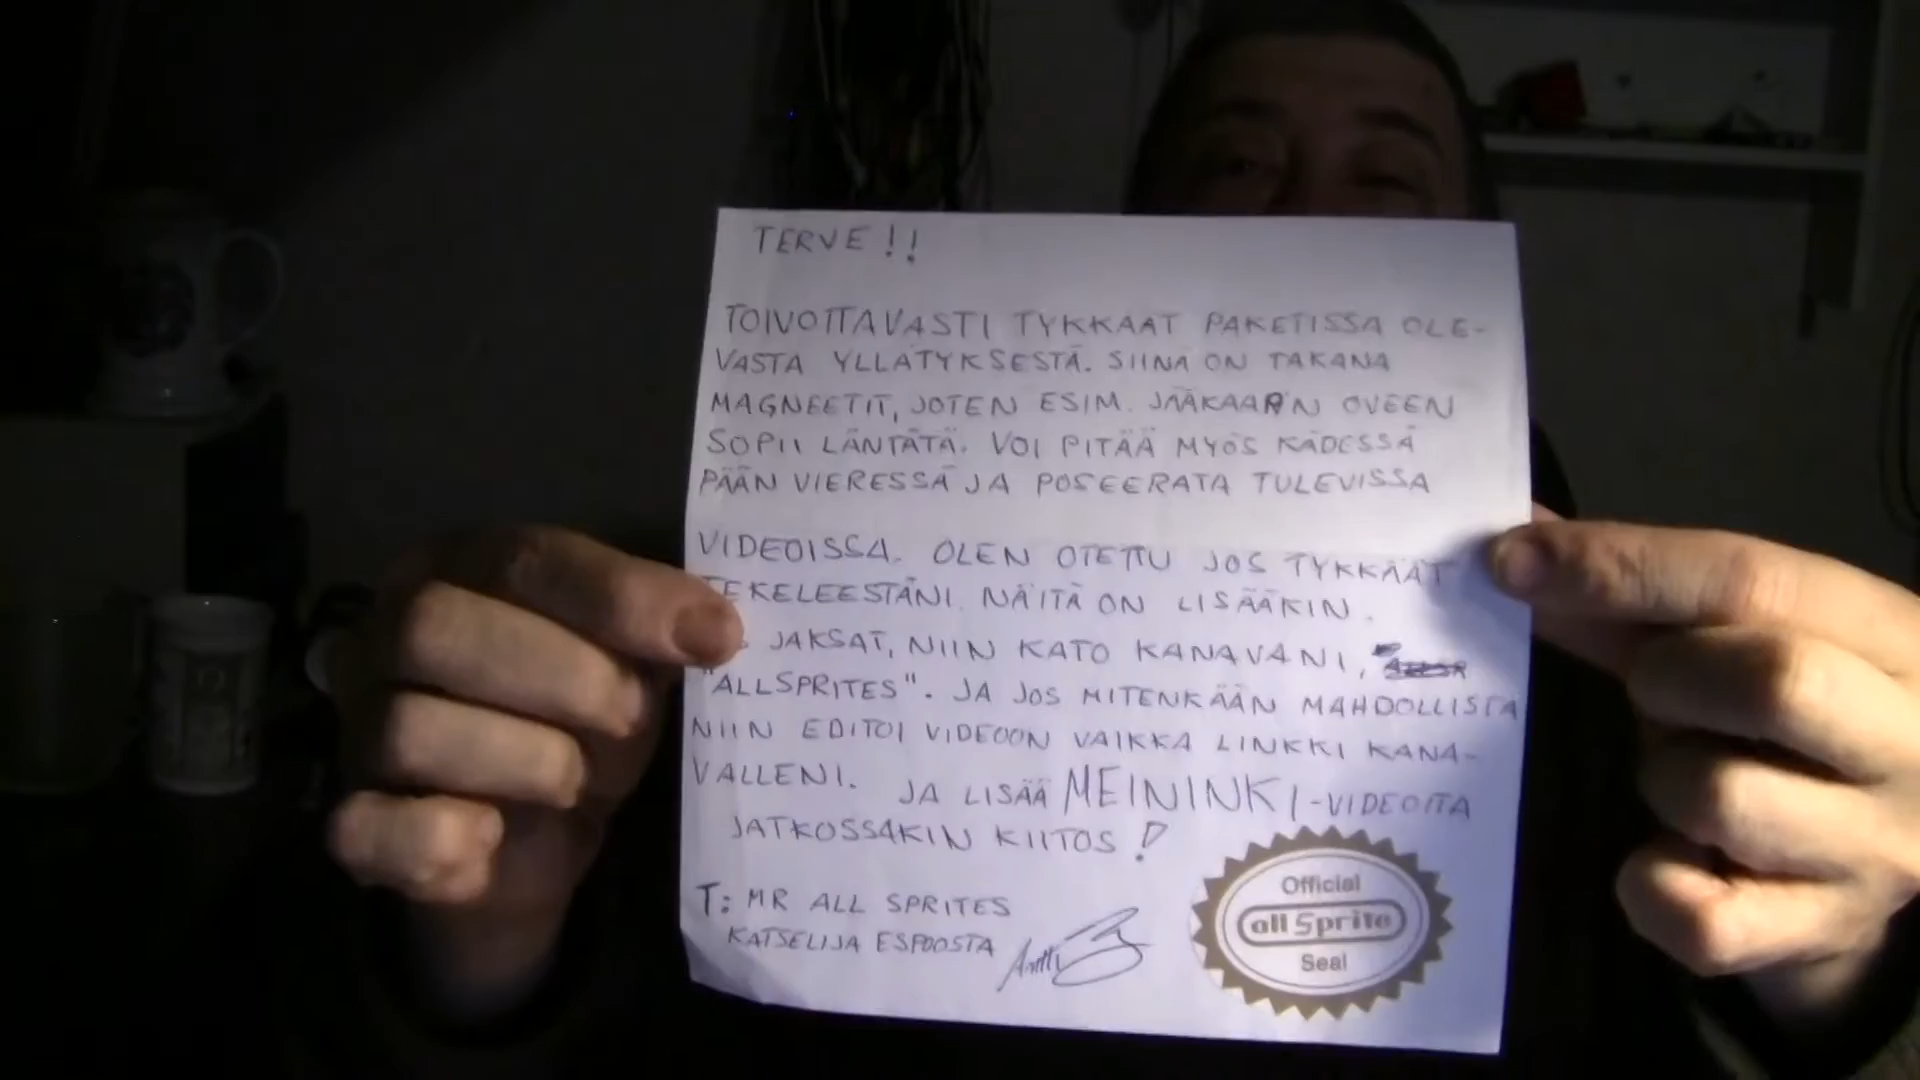 TERVE!!
TOIVOTTAVASTI TYKKÄÄT PAKETISSA OLE-
VASTA YLLÄTYKSESTÄ. SIINÄ ON TAKANA
MAGNEETIT, JOTEN ESIM. JÄÄKAAPIN OVEEN
SOPII LÄNTÄTÄ. VOI PITÄÄ MYÖS KÄDESSÄ
PÄÄN VIERESSÄ JA POSEERATA TULEVISSA
VIDEOISSA. OLEN OTETTU JOS TYKKÄÄT
TEKELEESTÄNI. NÄITÄ ON LISÄÄKIN.
JAKSAT, NIIN KATO KANAVANI,
"ALLSPRITES". JA JOS MITENKÄÄN MAHDOLLISTA
NIIN EDITOI VIDEOON VAIKKA LINKKI KANA-
VALLENI. JA LISÄÄ MEININKI-VIDEOITA
JATKOSSAKIN KIITOS!
T: MR ALL SPRITES
KATSELIJA ESPOOSTA
Antti
Official
all Sprite
Seal